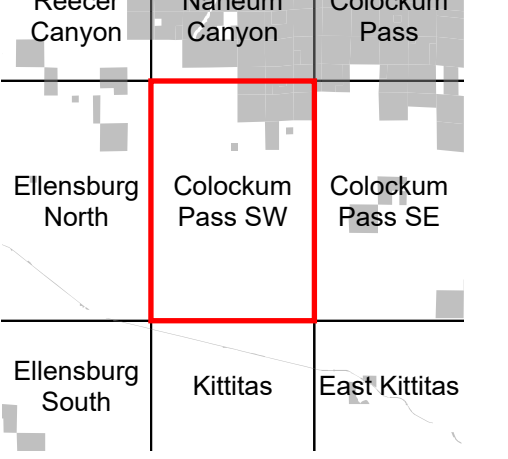 Reecer
Canyon
Naneum
Canyon
Colockum
Pass
Ellensburg
North
Colockum
Pass SW
Colockum
Pass SE
Ellensburg
South
Kittitas
East Kittitas